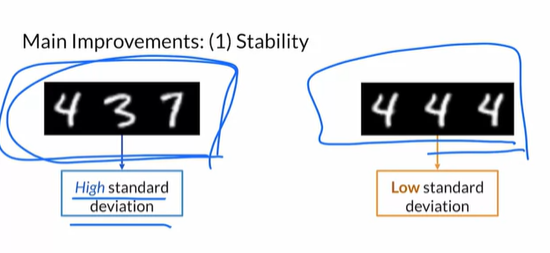 Main Improvements: (1) Stability
4 3 7
4 4 4
High standard
deviation
Low standard
deviation